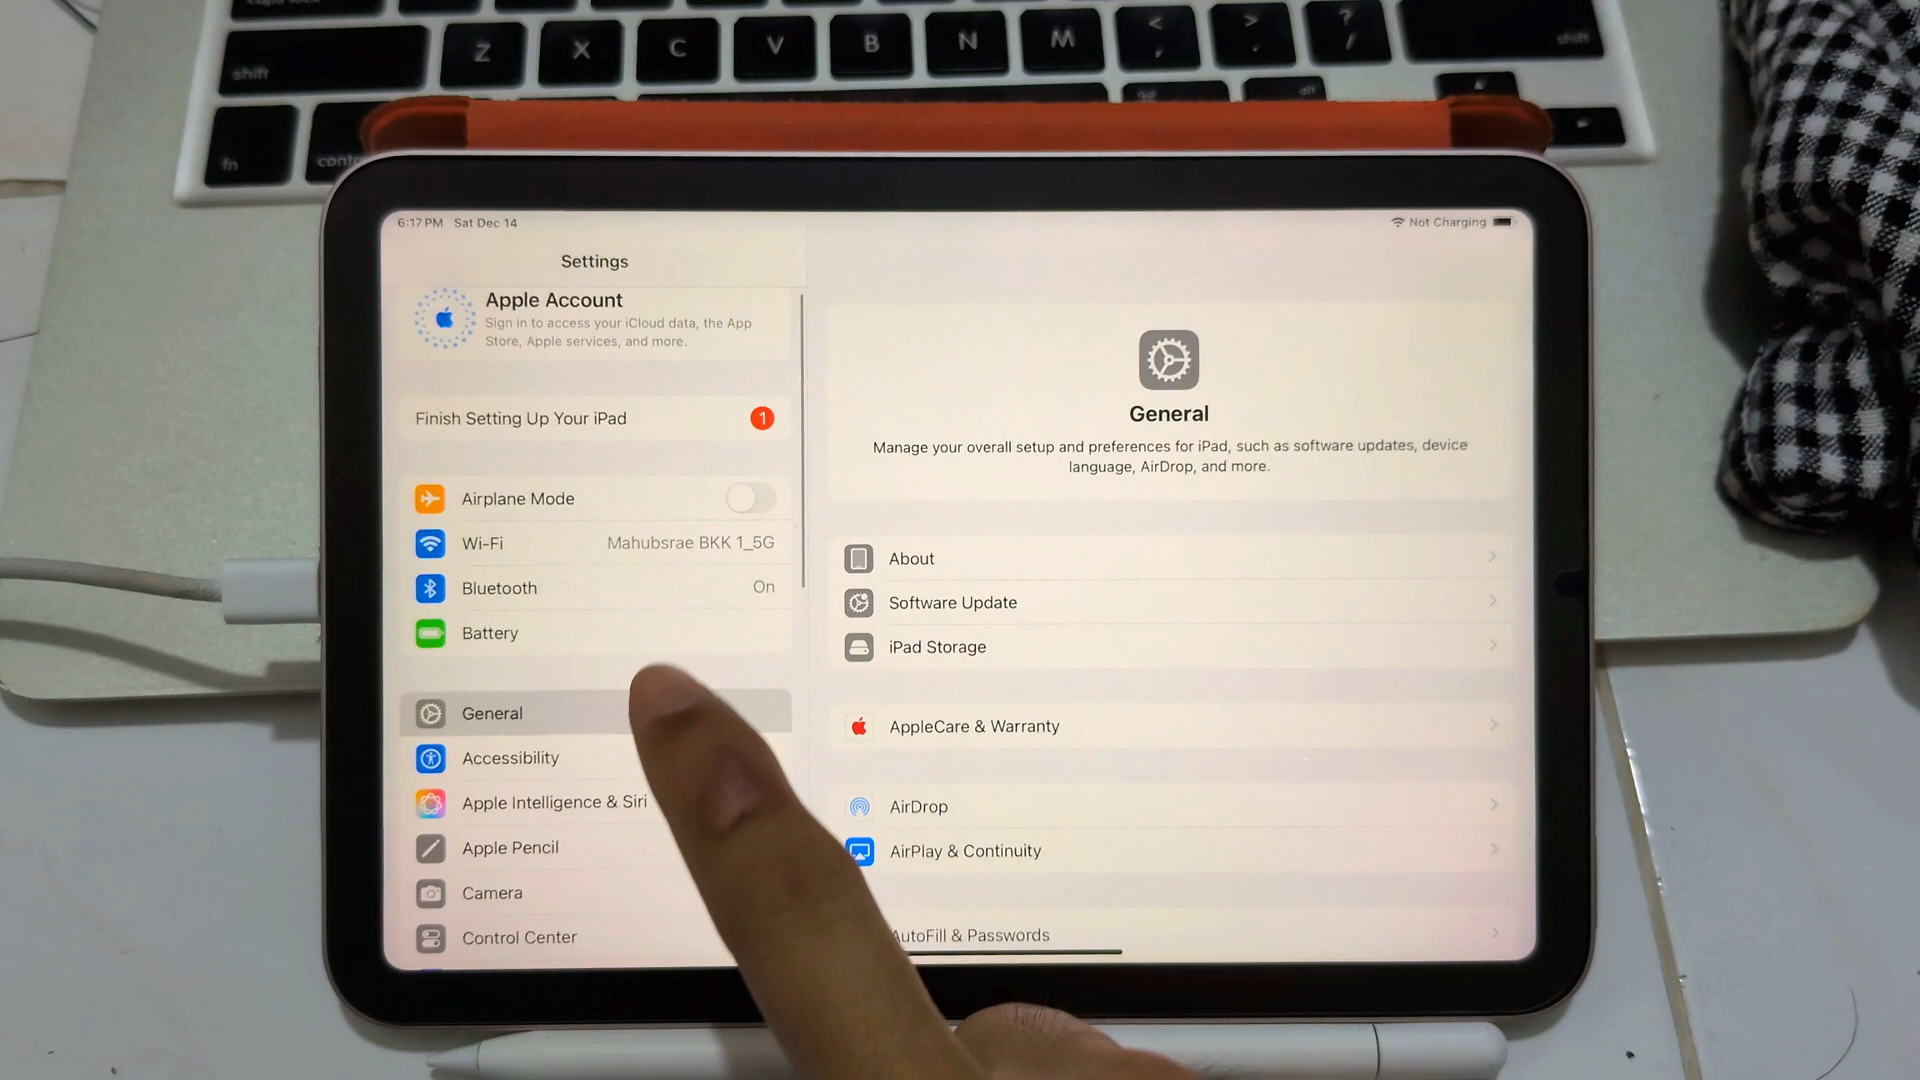 shift
Z
X
C
V
B
N
M
<
,
>
.
?
/
shift
fn
alt
6:17 PM Sat Dec 14
Not Charging
Settings
Apple Account
Sign in to access your iCloud data, the App
Store, Apple services, and more.
Finish Setting Up Your iPad
1
Airplane Mode
Wi-Fi
Mahubsrae BKK 1_5G
Bluetooth
On
Battery
General
Accessibility
Apple Intelligence & Siri
Apple Pencil
Camera
Control Center
General
Manage your overall setup and preferences for iPad, such as software updates, device
language, AirDrop, and more.
About
Software Update
iPad Storage
AppleCare & Warranty
AirDrop
AirPlay & Continuity
AutoFill & Passwords